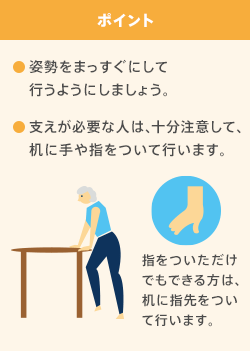 ポイント
● 姿勢をまっすぐにして
行うようにしましょう。
● 支えが必要な人は、十分注意して、
机に手や指をついて行います。
指をついただけ
でもできる方は、
机に指先をつい
て行います。